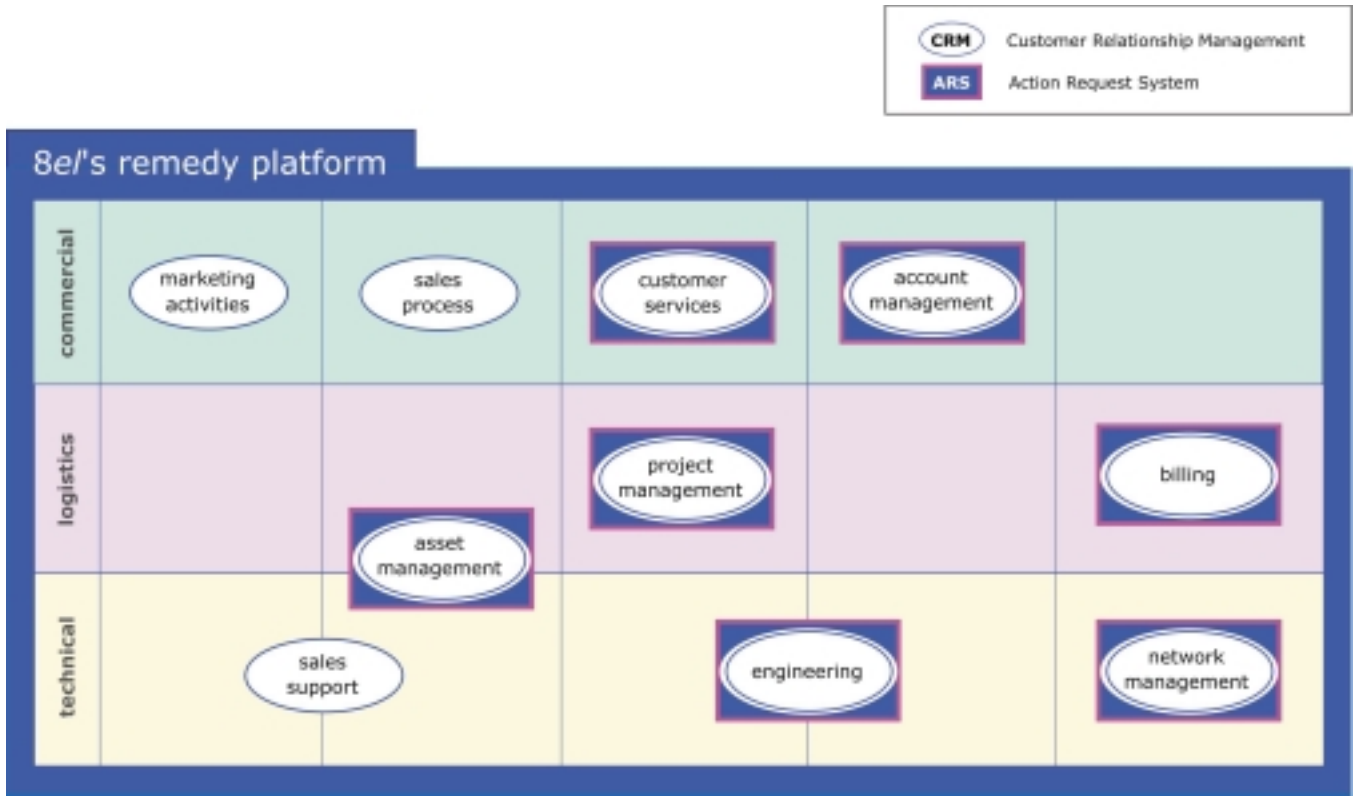 CRM Customer Relationship Management
ARS Action Request System
8el's remedy platform
commercial
marketing
activities
sales
process
customer
services
account
management
logistics
project
management
billing
asset
management
technical
sales
support
engineering
network
management